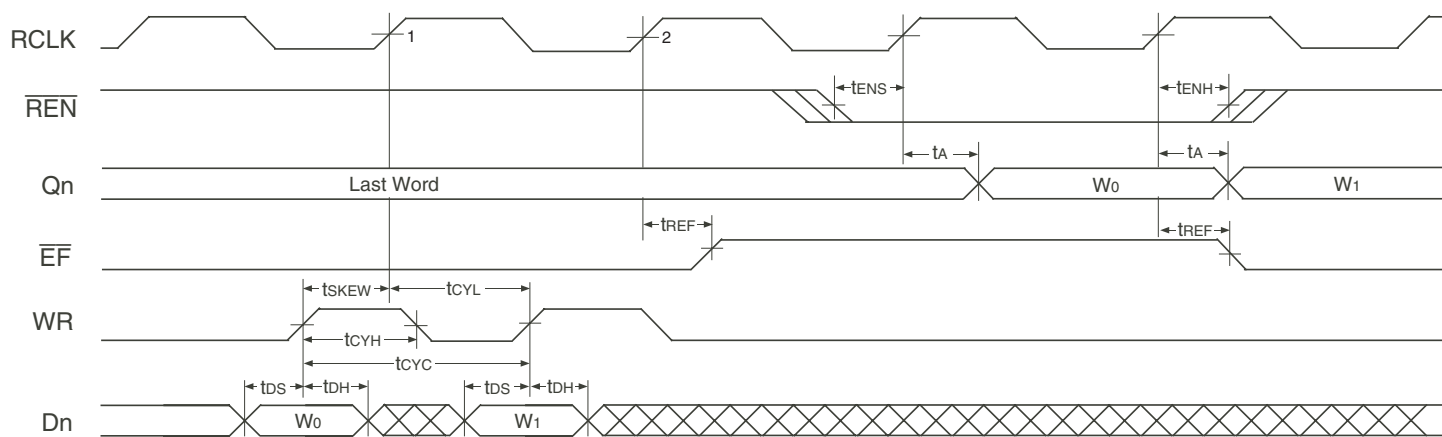 RCLK
1
2
REN
tENS
tENH
Qn
Last Word
tA
W0
tA
W1
EF
tREF
tREF
WR
tSKEW
tCYL
tCYH
tCYC
Dn
tDS
tDH
W0
tDS
tDH
W1